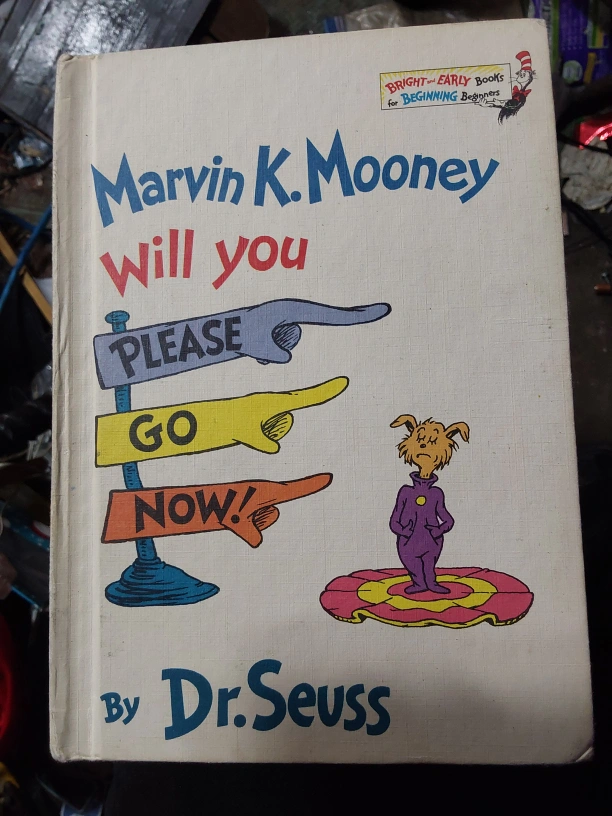 BRIGHT and EARLY Books
for BEGINNING Beginners
Marvin K. Mooney
Will you
PLEASE
GO
NOW!
By Dr. Seuss